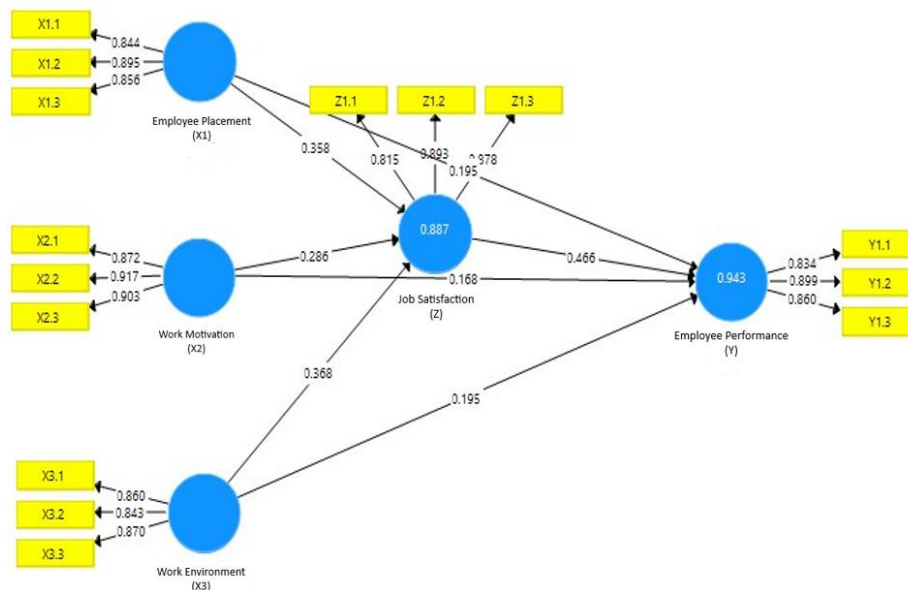 X1.1
0.844
X1.2
0.895
X1.3
0.856
Employee Placement
(X1)
Z1.1
Z1.2
Z1.3
0.358
0.815
0.893
0.195
X2.1
0.872
X2.2
0.917
X2.3
0.903
Work Motivation
(X2)
0.286
0.887
0.168
Job Satisfaction
(Z)
0.466
0.943
Employee Performance
(Y)
0.834
Y1.1
0.899
Y1.2
0.860
Y1.3
0.368
0.195
X3.1
0.860
X3.2
0.843
X3.3
0.870
Work Environment
(X3)